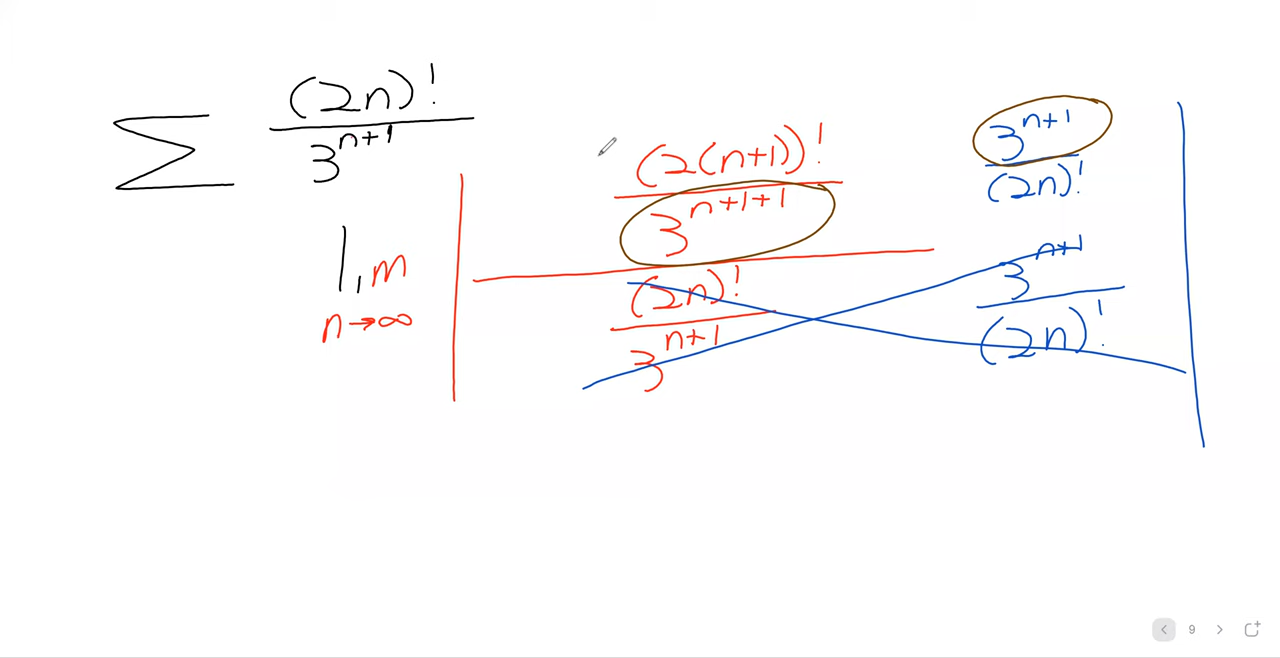 ∑ (2n)! / 3^{n+1}
lim n→∞ | (2(n+1))! / 3^{n+1+1} 3^{n+1} / (2n)! |
(2n)! / 3^{n+1} 3^{n+1} / (2n)!
9